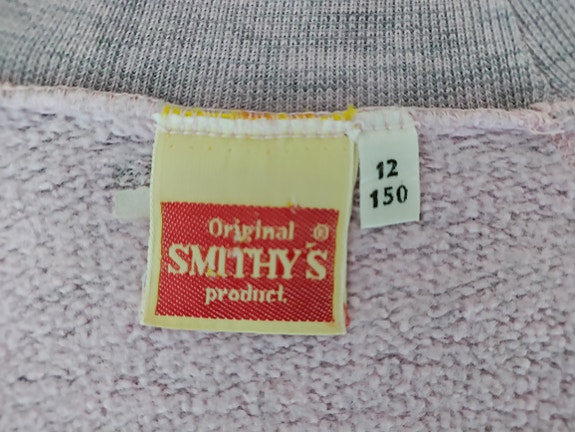 Original ®
SMITHY'S
product.
12
150